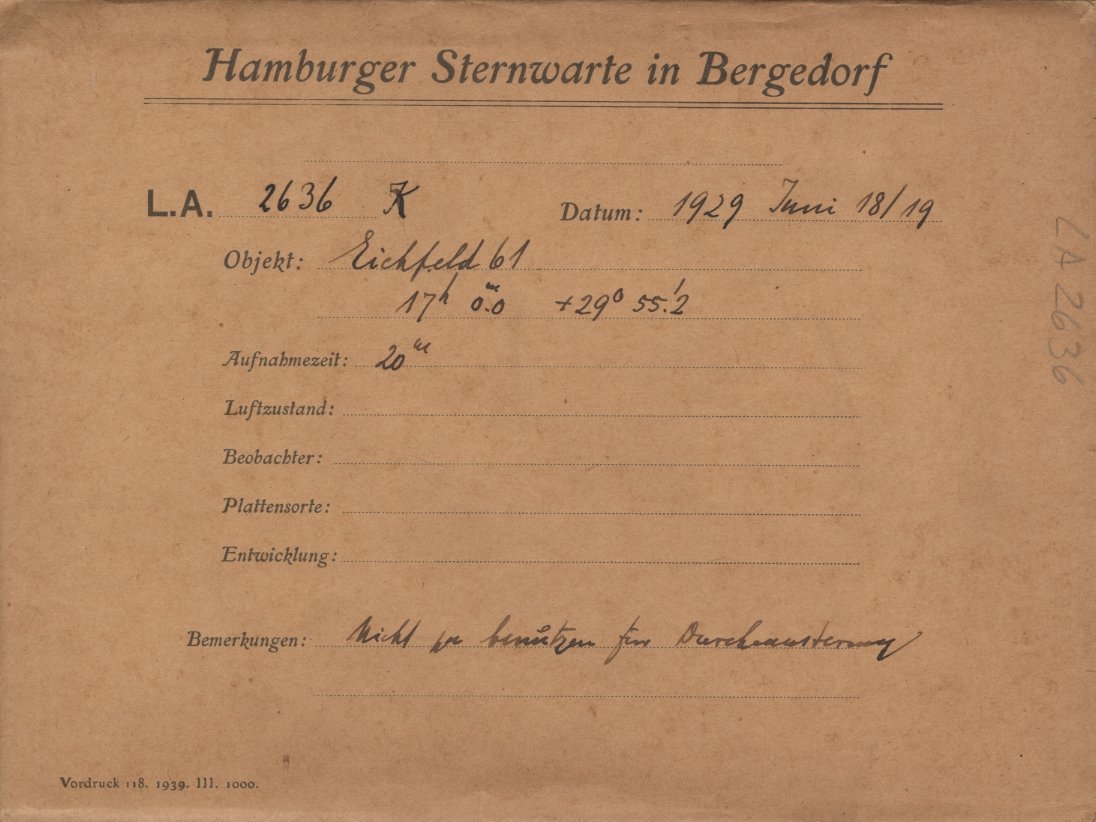 Hamburger Sternwarte in Bergedorf
L.A. 2636 K
Datum: 1929 Juni 18/19
Objekt: Eichfeld 61
17h 0.m0 +29° 55.'2
Aufnahmezeit: 20m
Luftzustand:
Beobachter:
Plattensorte:
Entwicklung:
Bemerkungen: Nicht zu benützen für Durchmusterung
Vordruck 118. 1939. III. 1000.
LA 2636